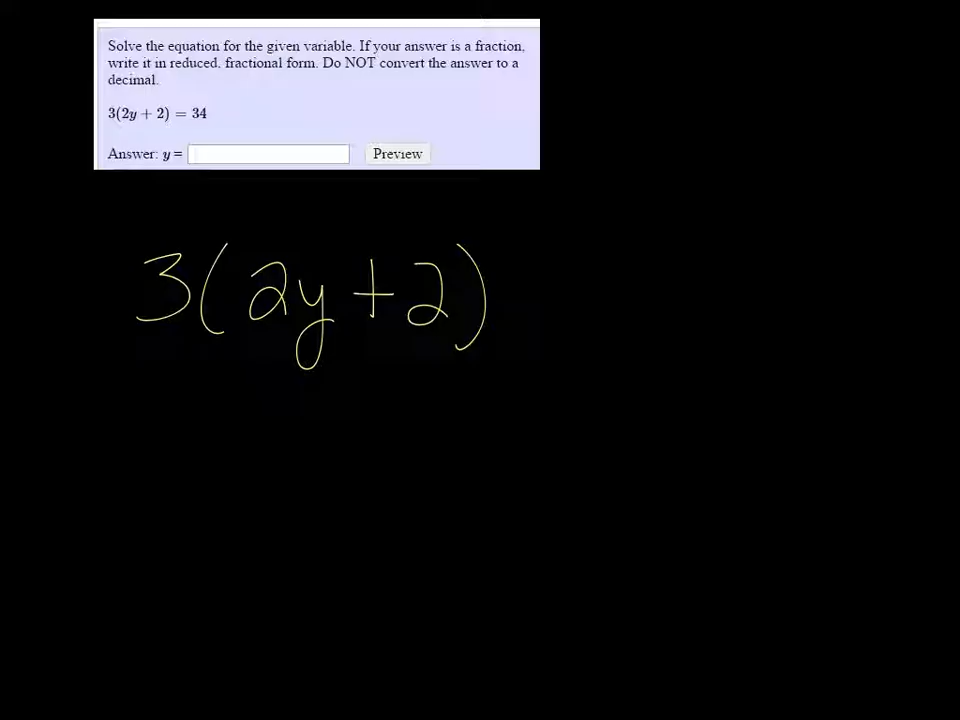 Solve the equation for the given variable. If your answer is a fraction,
write it in reduced, fractional form. Do NOT convert the answer to a
decimal.
3(2y + 2) = 34
Answer: y =
Preview
3(2y+2)